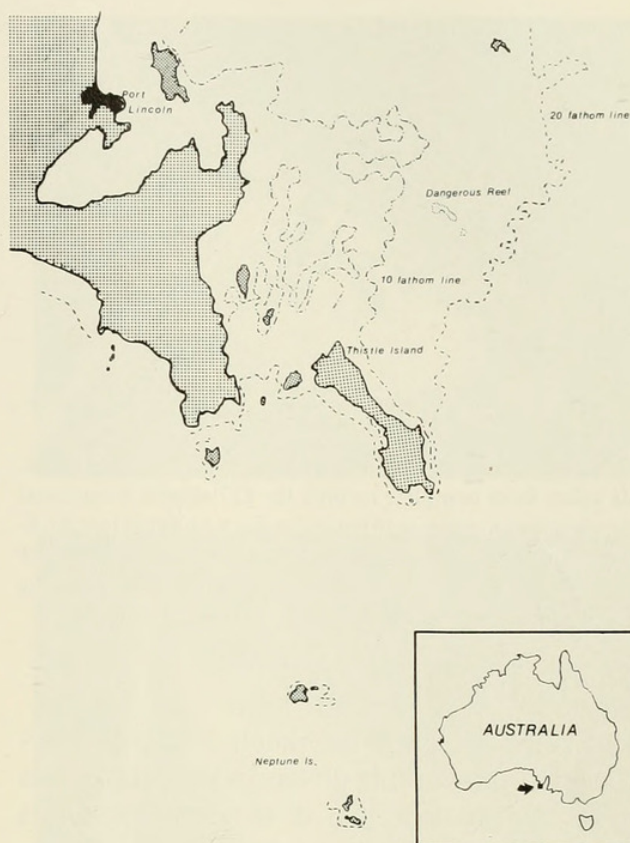 Port
Lincoln
20 fathom line
Dangerous Reef
10 fathom line
Thistle Island
Neptune Is.
AUSTRALIA